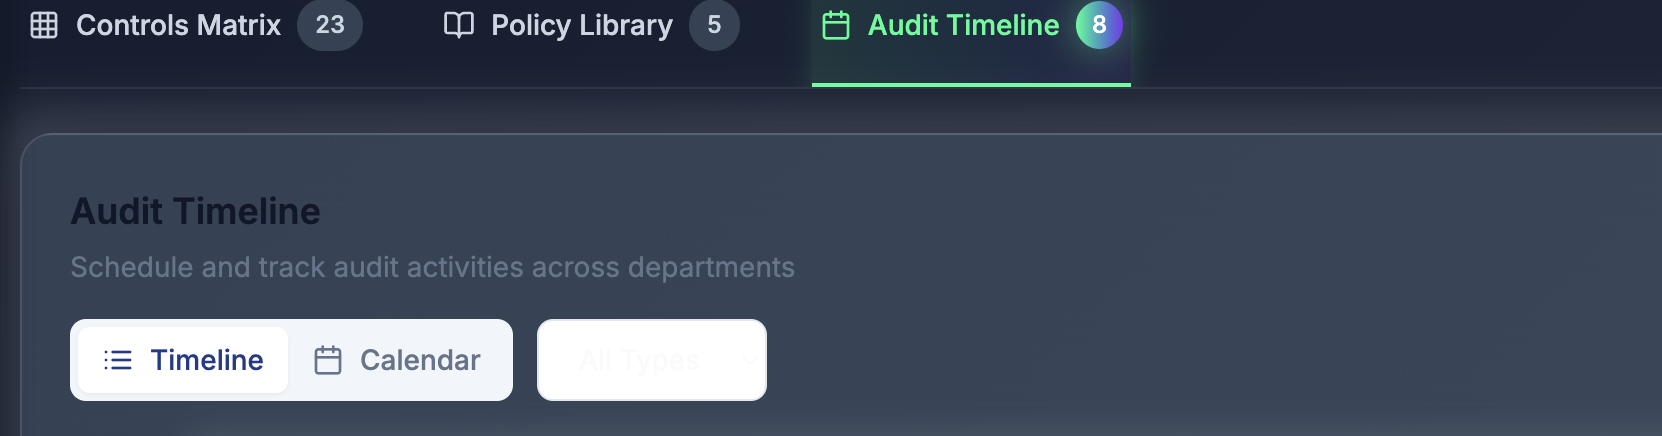 Controls Matrix 23 Policy Library 5 Audit Timeline 8
Audit Timeline
Schedule and track audit activities across departments
Timeline Calendar All Types